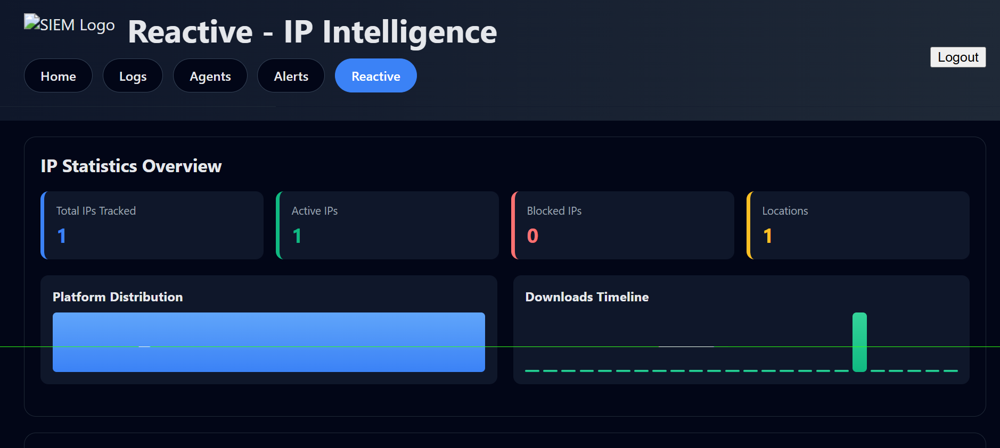 SIEM Logo Reactive - IP Intelligence
Logout
Home Logs Agents Alerts Reactive
IP Statistics Overview
Total IPs Tracked
1
Active IPs
1
Blocked IPs
0
Locations
1
Platform Distribution
Downloads Timeline